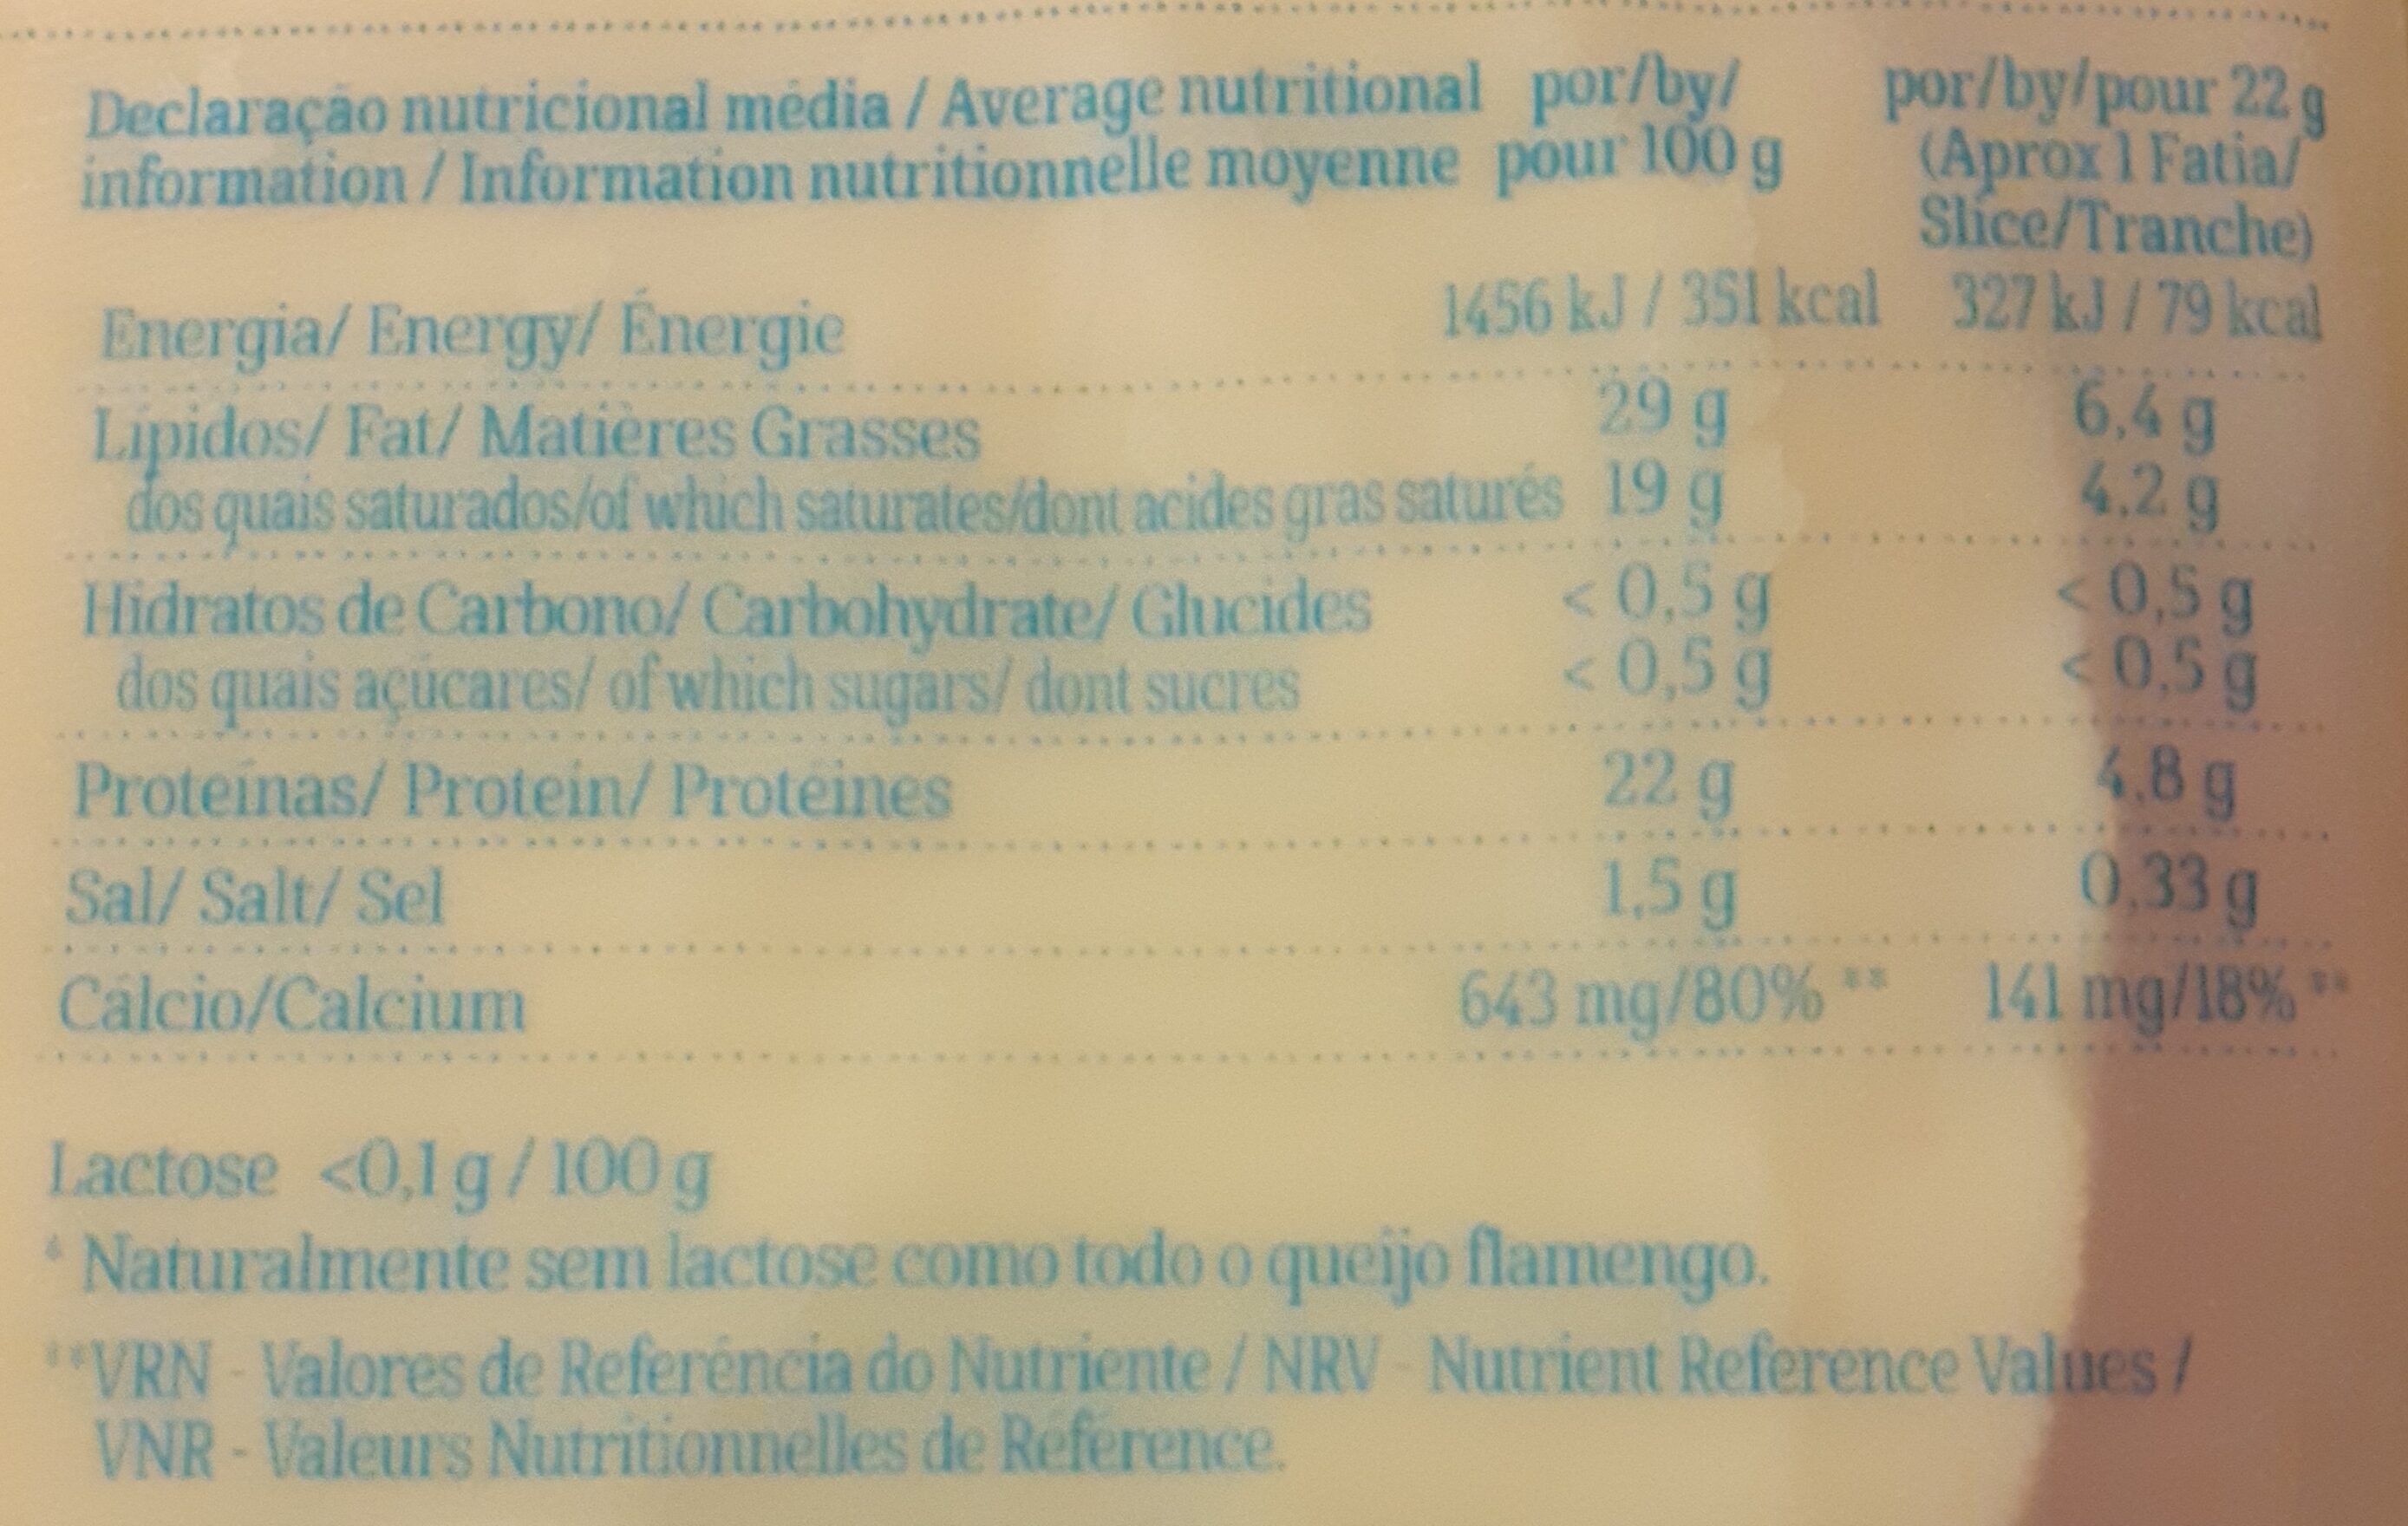 Declaração nutricional média / Average nutritional por/by/ por/by/pour 22 g
information / Information nutritionnelle moyenne pour 100 g (Aprox 1 Fatia/
Slice/Tranche)
Energia/ Energy/ Énergie 1456 kJ / 351 kcal 327 kJ / 79 kcal
Lípidos/ Fat/ Matières Grasses 29 g 6,4 g
dos quais saturados/of which saturates/dont acides gras saturés 19 g 4,2 g
Hidratos de Carbono/ Carbohydrate/ Glucides < 0,5 g < 0,5 g
dos quais açúcares/ of which sugars/ dont sucres < 0,5 g < 0,5 g
Proteínas/ Protein/ Protéines 22 g 4,8 g
Sal/ Salt/ Sel 1,5 g 0,33 g
Cálcio/Calcium 643 mg/80% ** 141 mg/18% **
Lactose <0,1 g / 100 g
* Naturalmente sem lactose como todo o queijo flamengo.
**VRN - Valores de Referência do Nutriente / NRV - Nutrient Reference Values /
VNR - Valeurs Nutritionnelles de Référence.